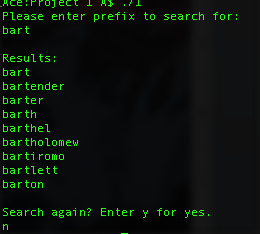 Ace:Project 1 A$ ./1
Please enter prefix to search for:
bart
Results:
bart
bartender
barter
barth
barthel
bartholomew
bartiromo
bartlett
barton
Search again? Enter y for yes.
n